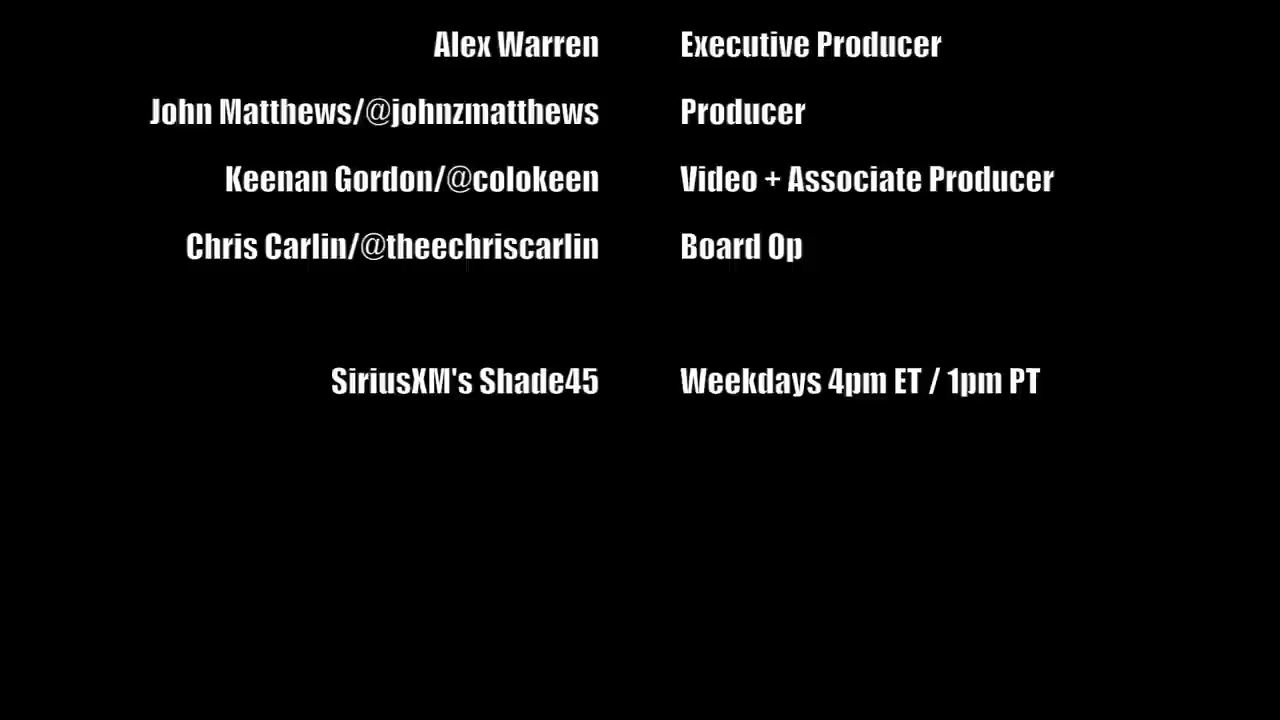 Alex Warren Executive Producer
John Matthews/@johnzmatthews Producer
Keenan Gordon/@colokeen Video + Associate Producer
Chris Carlin/@theechriscarlin Board Op
SiriusXM's Shade45 Weekdays 4pm ET / 1pm PT